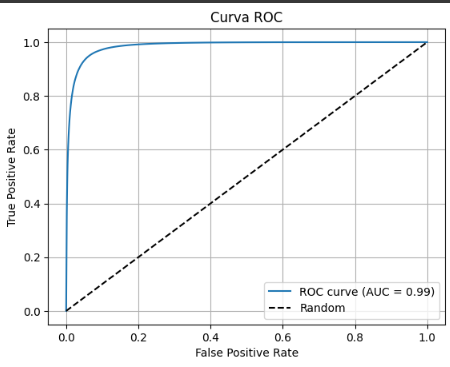 Curva ROC
1.0
0.8
0.6
0.4
0.2
0.0
True Positive Rate
ROC curve (AUC = 0.99)
Random
0.0 0.2 0.4 0.6 0.8 1.0
False Positive Rate